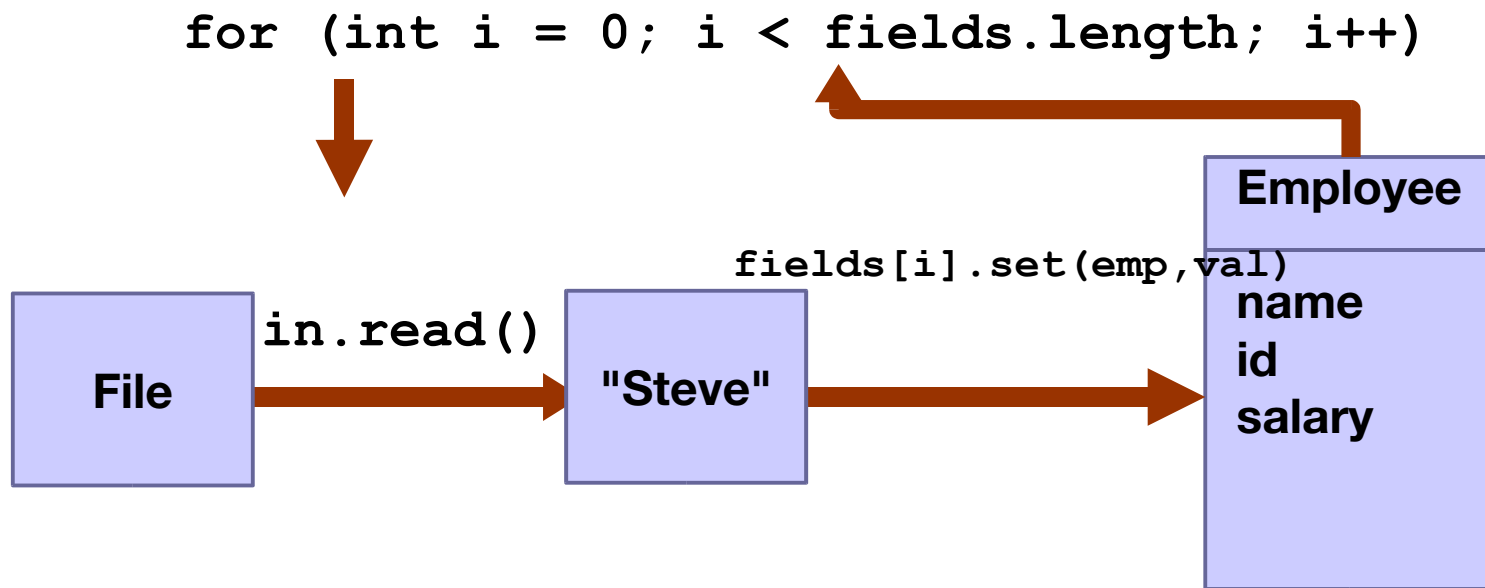 for (int i = 0; i < fields.length; i++)
Employee
fields[i].set(emp,val)
name
in.read()
id
File
"Steve"
salary